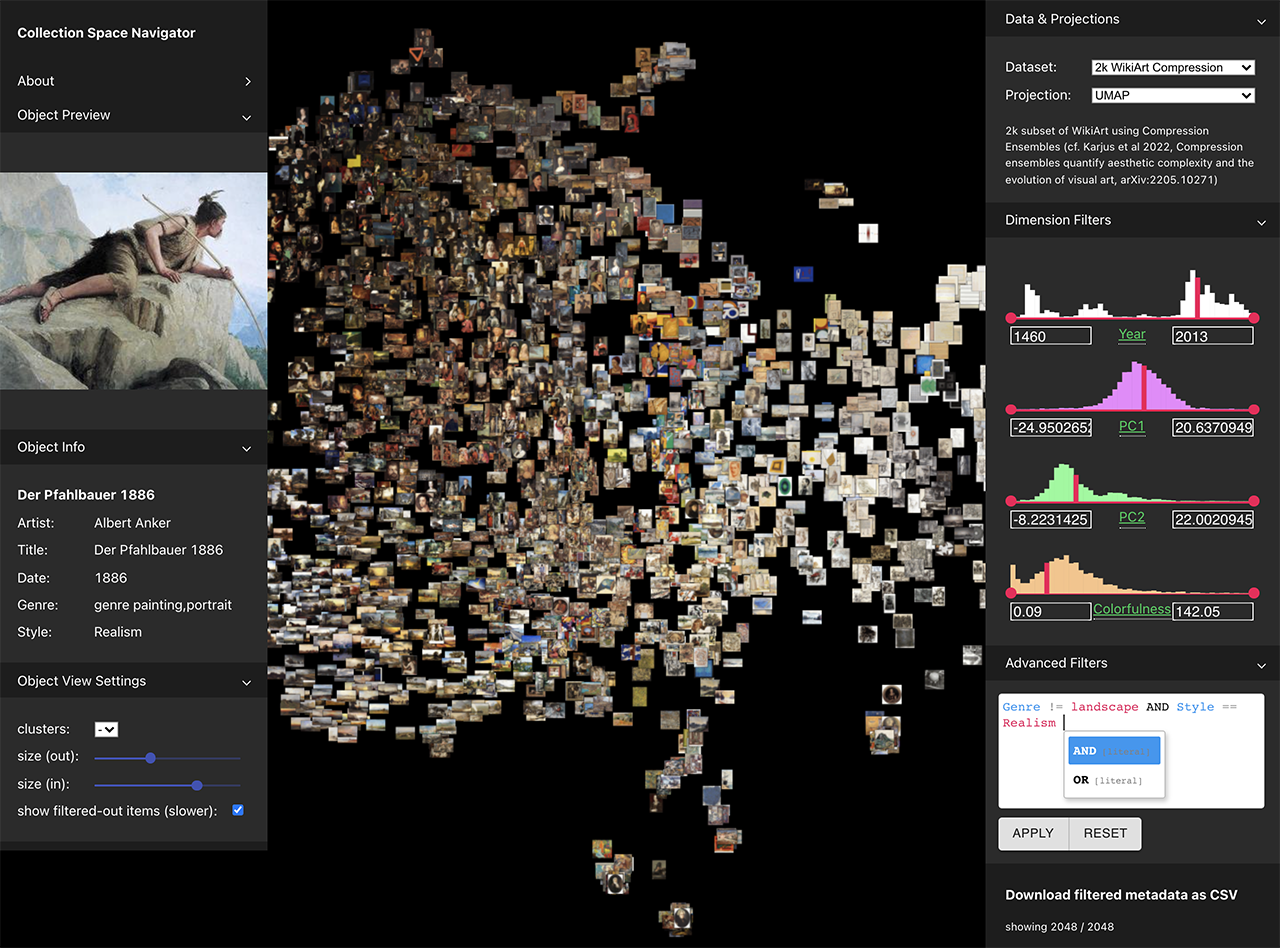 Collection Space Navigator
About
Object Preview
Object Info
Der Pfahlbauer 1886
Artist: Albert Anker
Title: Der Pfahlbauer 1886
Date: 1886
Genre: genre painting,portrait
Style: Realism
Object View Settings
clusters: -
size (out):
size (in):
show filtered-out items (slower):
Data & Projections
Dataset: 2k WikiArt Compression
Projection: UMAP
2k subset of WikiArt using Compression
Ensembles (cf. Karjus et al 2022, Compression
ensembles quantify aesthetic complexity and the
evolution of visual art, arXiv:2205.10271)
Dimension Filters
1460 Year 2013
-24.9502652 PC1 20.6370949
-8.2231425 PC2 22.0020945
0.09 Colorfulness 142.05
Advanced Filters
Genre != landscape AND Style ==
Realism
AND [literal]
OR [literal]
APPLY RESET
Download filtered metadata as CSV
showing 2048 / 2048